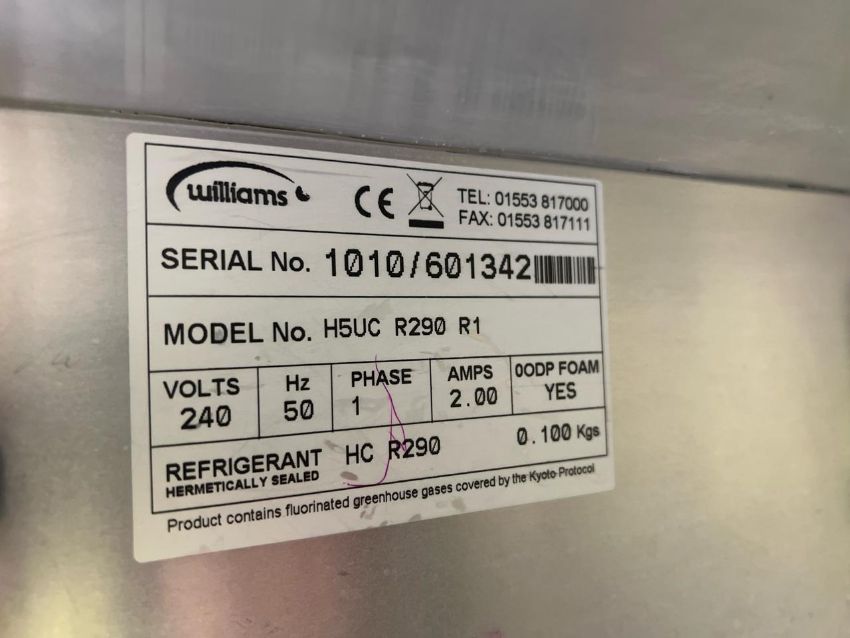 williams
CE
TEL: 01553 817000
FAX: 01553 817111
SERIAL No. 1010/601342
MODEL No. H5UC R290 R1
VOLTS 240
Hz 50
PHASE 1
AMPS 2.00
0ODP FOAM YES
REFRIGERANT HC R290 0.100 Kgs
HERMETICALLY SEALED
Product contains fluorinated greenhouse gases covered by the Kyoto Protocol